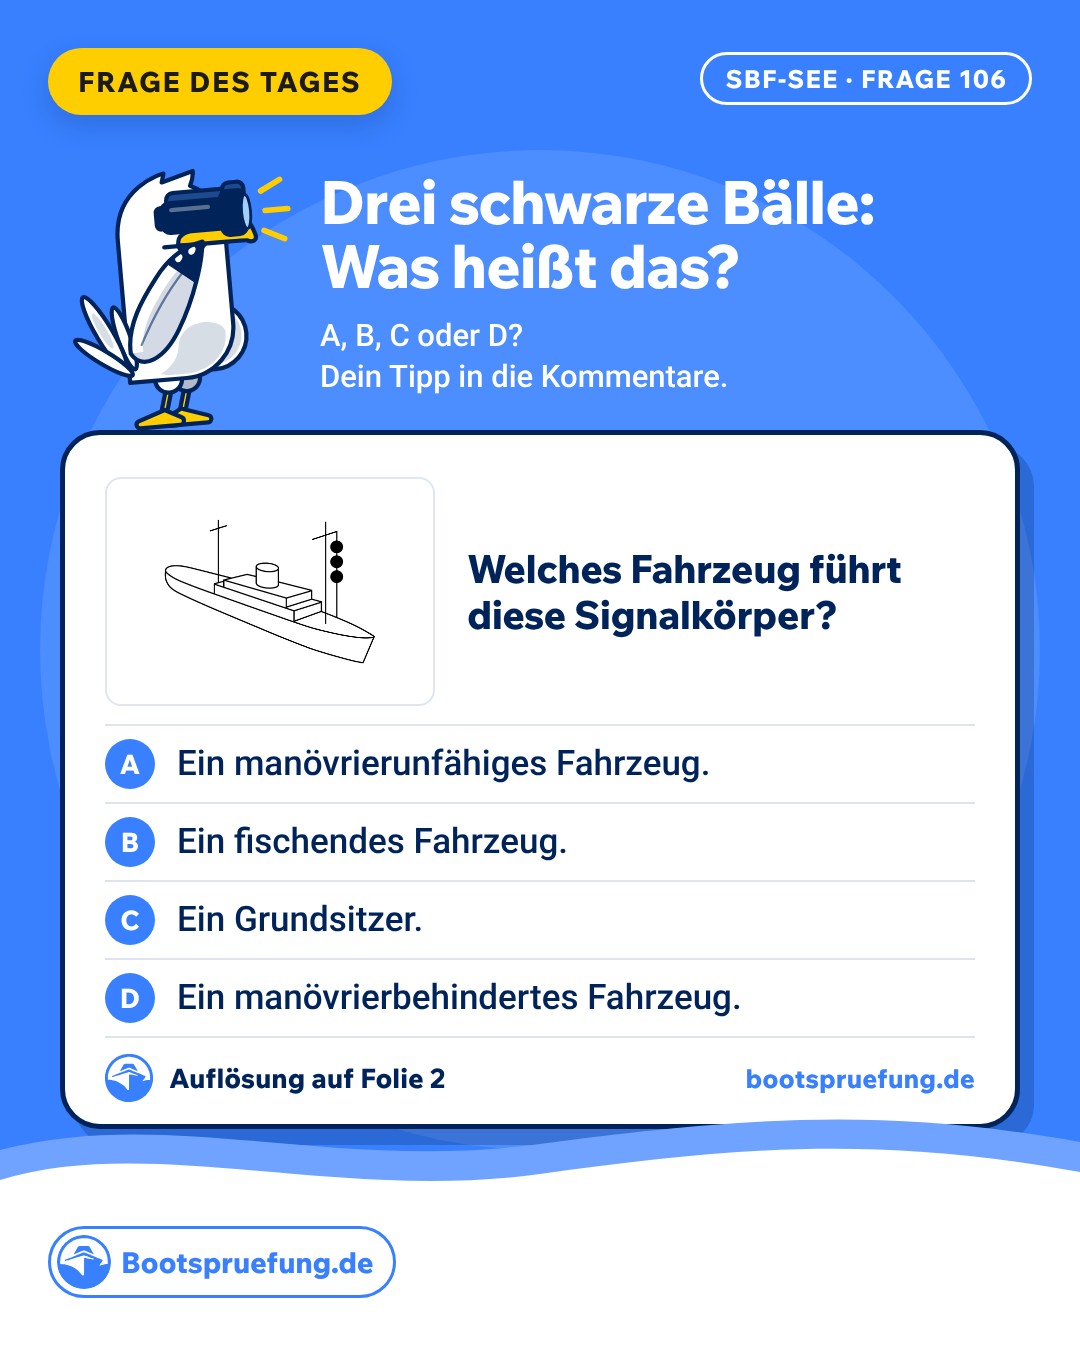 FRAGE DES TAGES
SBF-SEE · FRAGE 106
Drei schwarze Bälle:
Was heißt das?
A, B, C oder D?
Dein Tipp in die Kommentare.
Welches Fahrzeug führt
diese Signalkörper?
A Ein manövrierunfähiges Fahrzeug.
B Ein fischendes Fahrzeug.
C Ein Grundsitzer.
D Ein manövrierbehindertes Fahrzeug.
Auflösung auf Folie 2
bootspruefung.de
Bootspruefung.de